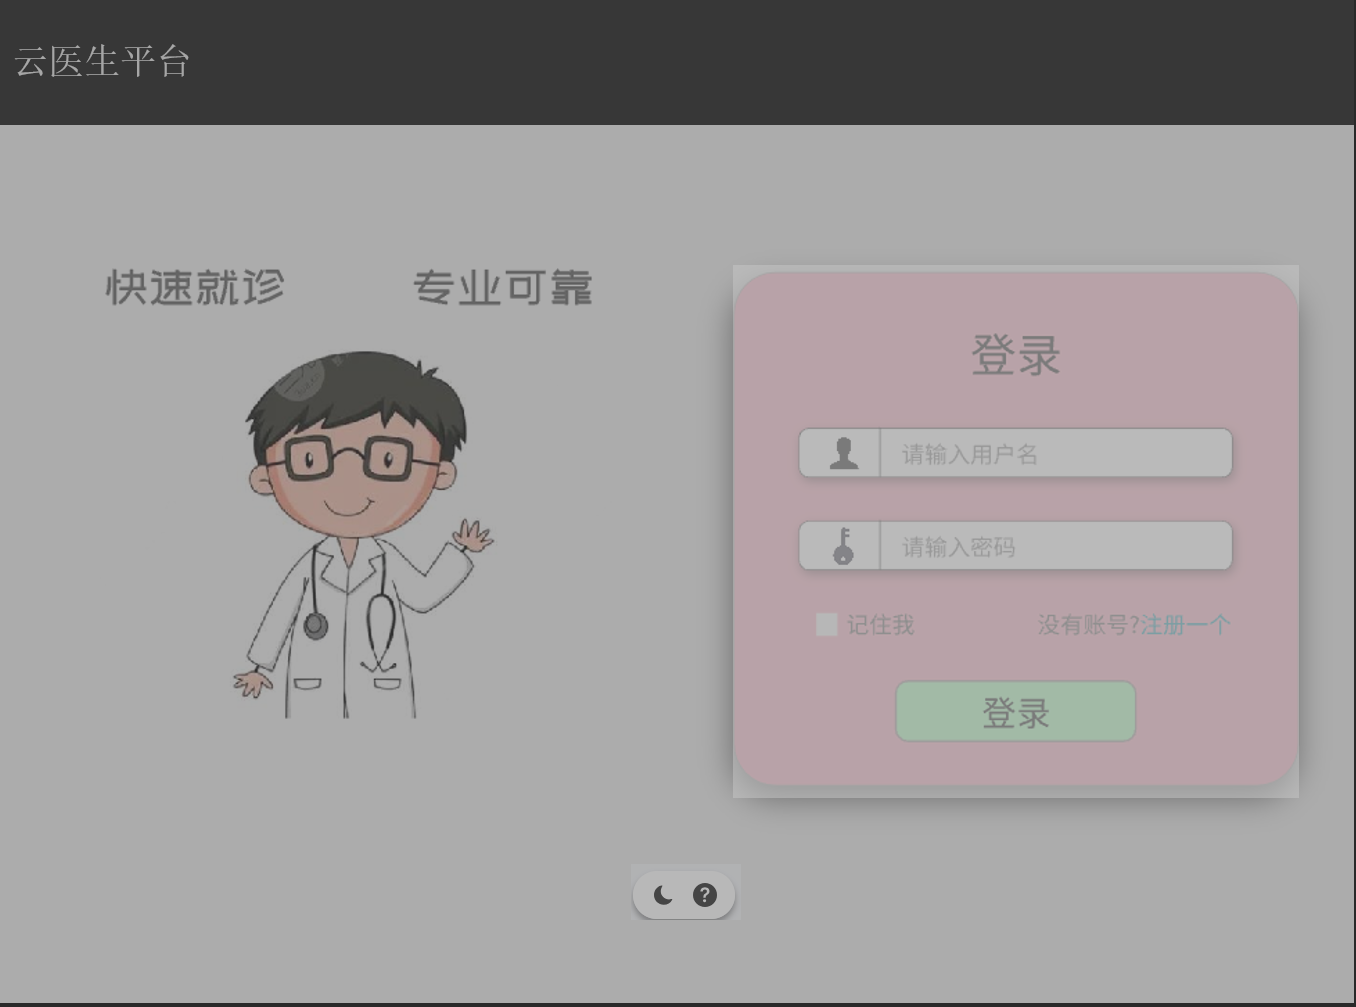 云医生平台
快速就诊 专业可靠
登录
请输入用户名
请输入密码
记住我 没有账号?注册一个
登录